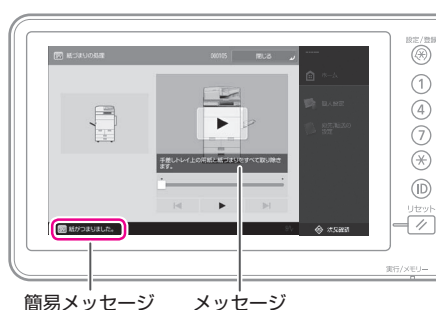 設定/登録
紙づまりの処理
閉じる
ホーム
個人設定
1
4
手差しトレイ上の用紙と紙づまりをすべて取り除き
ます。
7
ID
リセット
紙がつまりました。
状況確認
実行/メモリー
簡易メッセージ
メッセージ